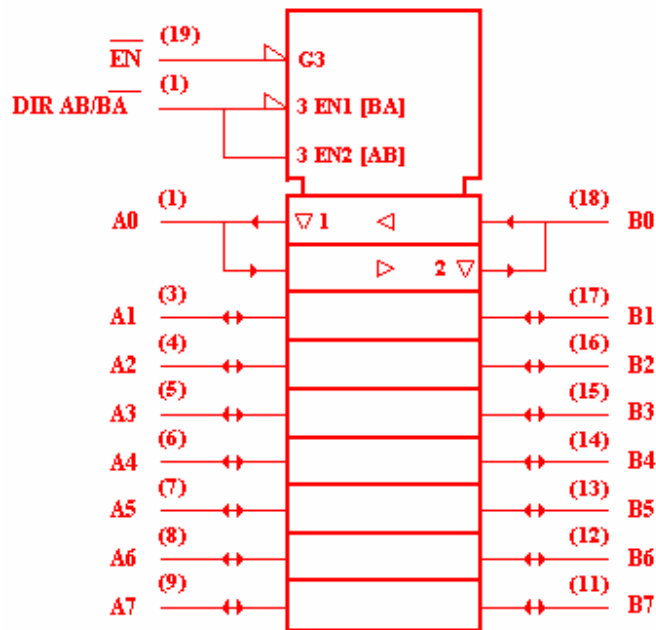 (19)
E̅N̅ G3
(1)
DIR AB/B̅A̅ 3 EN1 [BA]
3 EN2 [AB]
(1) (18)
A0 ▽ 1 ◁ B0
▷ 2 ▽
(3) (17)
A1 B1
(4) (16)
A2 B2
(5) (15)
A3 B3
(6) (14)
A4 B4
(7) (13)
A5 B5
(8) (12)
A6 B6
(9) (11)
A7 B7